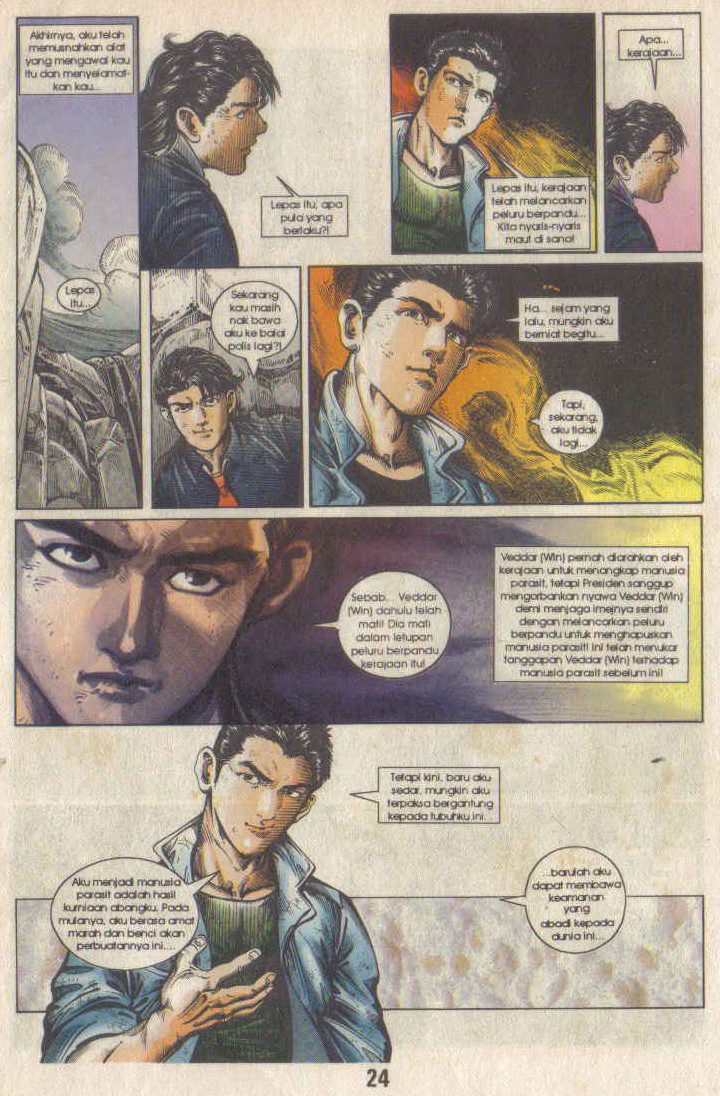 Akhirnya, aku telah
memusnahkan alat
yang mengawal kau
itu dan menyelamat-
kan kau...
Lepas
itu...
Lepas itu, apa
pula yang
berlaku?!
Lepas itu, kerajaan
telah melancarkan
peluru berpandu...
Kita nyaris-nyaris
maut di sana!
Apa...
kerajaan...
Sekarang
kau masih
nak bawa
aku ke balai
polis lagi?!
Ha... sejam yang
lalu, mungkin aku
berniat begitu...
Tapi,
sekarang,
aku tidak
lagi...
Sebab... Veddar
(Win) dahulu telah
mati! Dia mati
dalam letupan
peluru berpandu
kerajaan itu!
Veddar (Win) pernah diarahkan oleh
kerajaan untuk menangkap manusia
parasit, tetapi Presiden sanggup
mengorbankan nyawa Veddar (Win)
demi menjaga imejnya sendiri
dengan melancarkan peluru
berpandu untuk menghapuskan
manusia parasit! Ini telah menukar
tanggapan Veddar (Win) terhadap
manusia parasit sebelum ini!
Aku menjadi manusia
parasit adalah hasil
kurniaan abangku. Pada
mulanya, aku berasa amat
marah dan benci akan
perbuatannya ini....
Tetapi kini, baru aku
sedar, mungkin aku
terpaksa bergantung
kepada tubuhku ini.
..barulah aku
dapat membawa
keamanan
yang
abadi kepada
dunia ini...
24